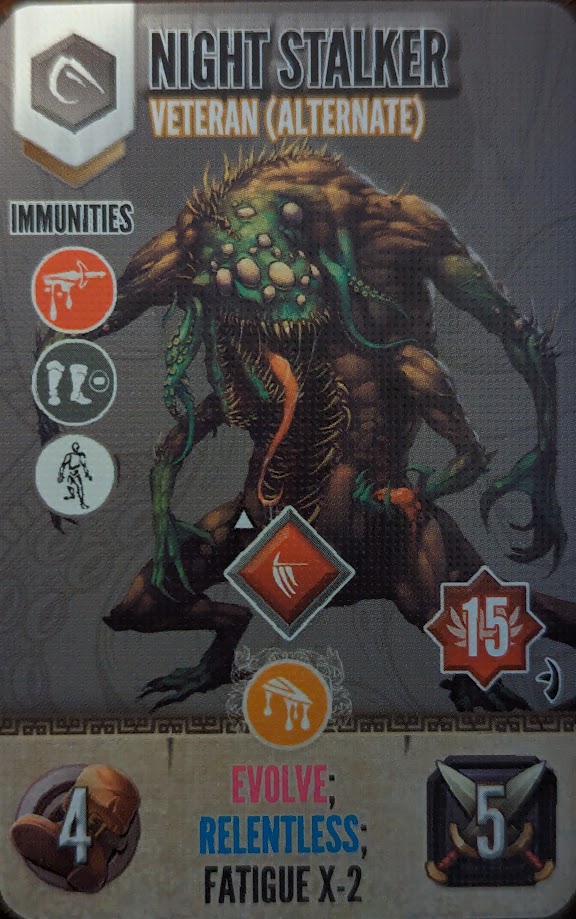 NIGHT STALKER
VETERAN (ALTERNATE)
IMMUNITIES
15
4
EVOLVE;
RELENTLESS;
FATIGUE X-2
5